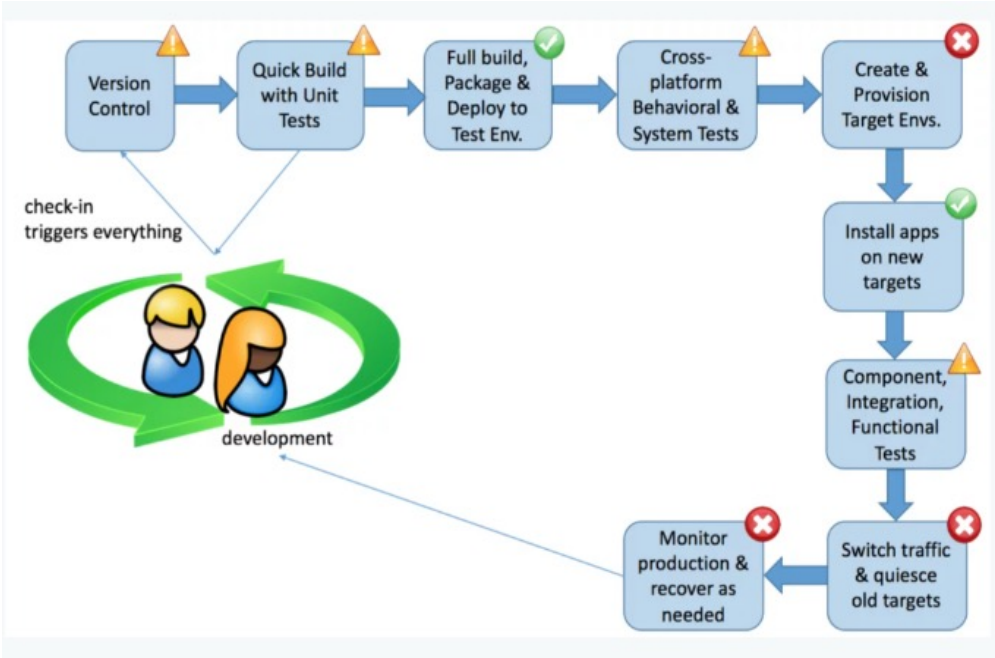 Version
Control
Quick Build
with Unit
Tests
Full build,
Package &
Deploy to
Test Env.
Cross-
platform
Behavioral &
System Tests
Create &
Provision
Target Envs.
check-in
triggers everything
Install apps
on new
targets
Component,
Integration,
Functional
Tests
development
Switch traffic
& quiesce
old targets
Monitor
production &
recover as
needed